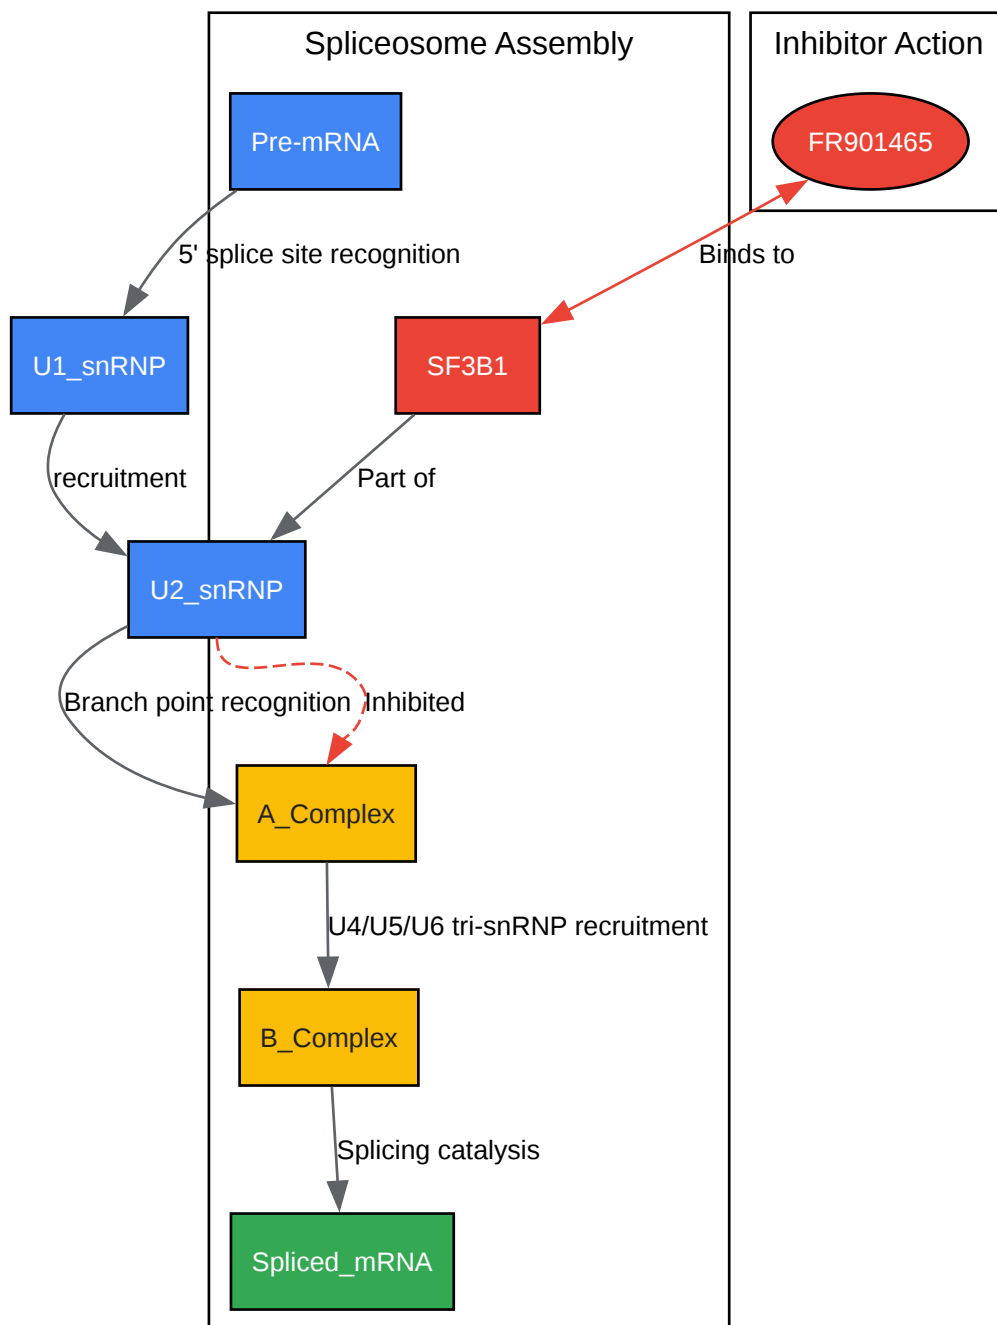 Spliceosome Assembly
Inhibitor Action
Pre-mRNA
FR901465
5' splice site recognition
Binds to
U1_snRNP
SF3B1
recruitment
Part of
U2_snRNP
Branch point recognition
Inhibited
A_Complex
U4/U5/U6 tri-snRNP recruitment
B_Complex
Splicing catalysis
Spliced_mRNA